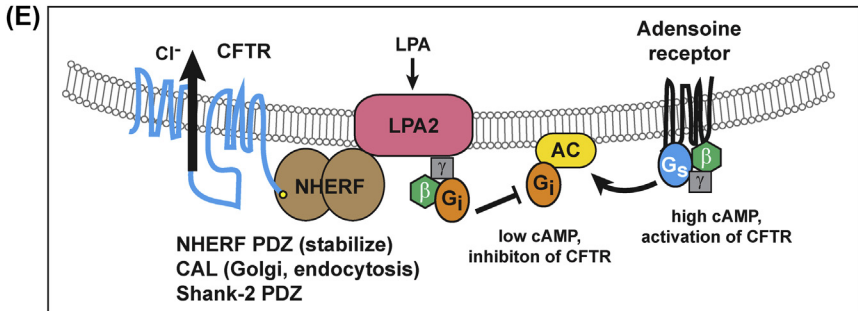 (E)
Cl-
CFTR
LPA
Adensoine
receptor
LPA2
AC
NHERF
γ
β
Gi
Gi
Gs
β
γ
NHERF PDZ (stabilize)
CAL (Golgi, endocytosis)
Shank-2 PDZ
low cAMP,
inhibiton of CFTR
high cAMP,
activation of CFTR